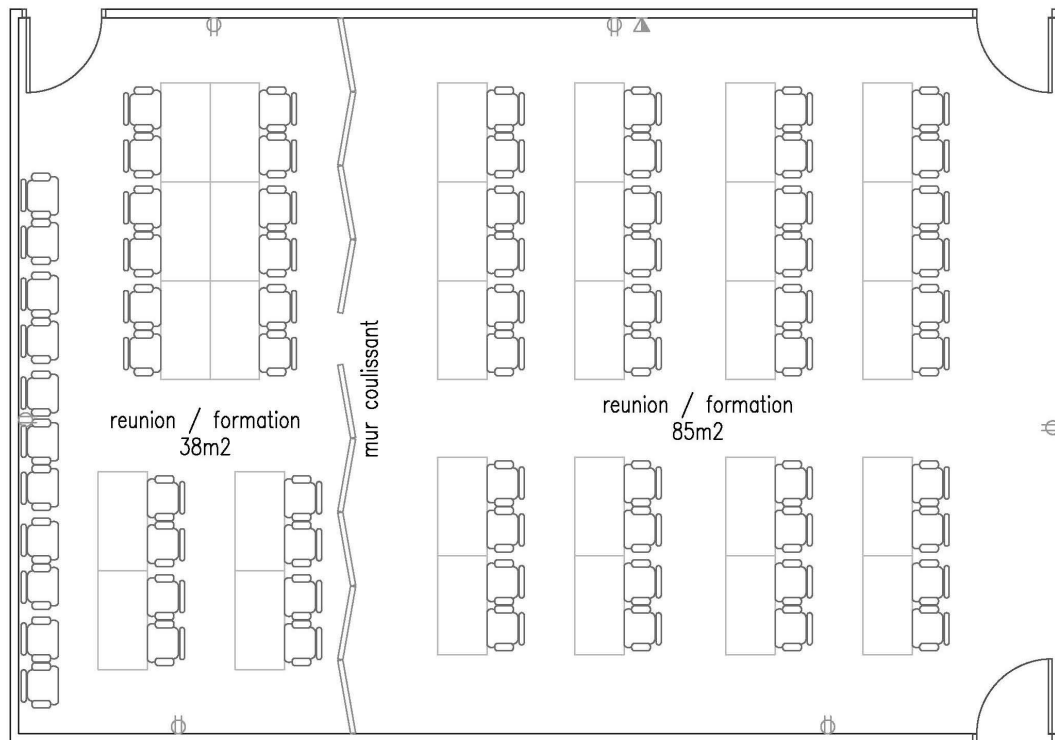 reunion / formation
38m2
mur coulissant
reunion / formation
85m2